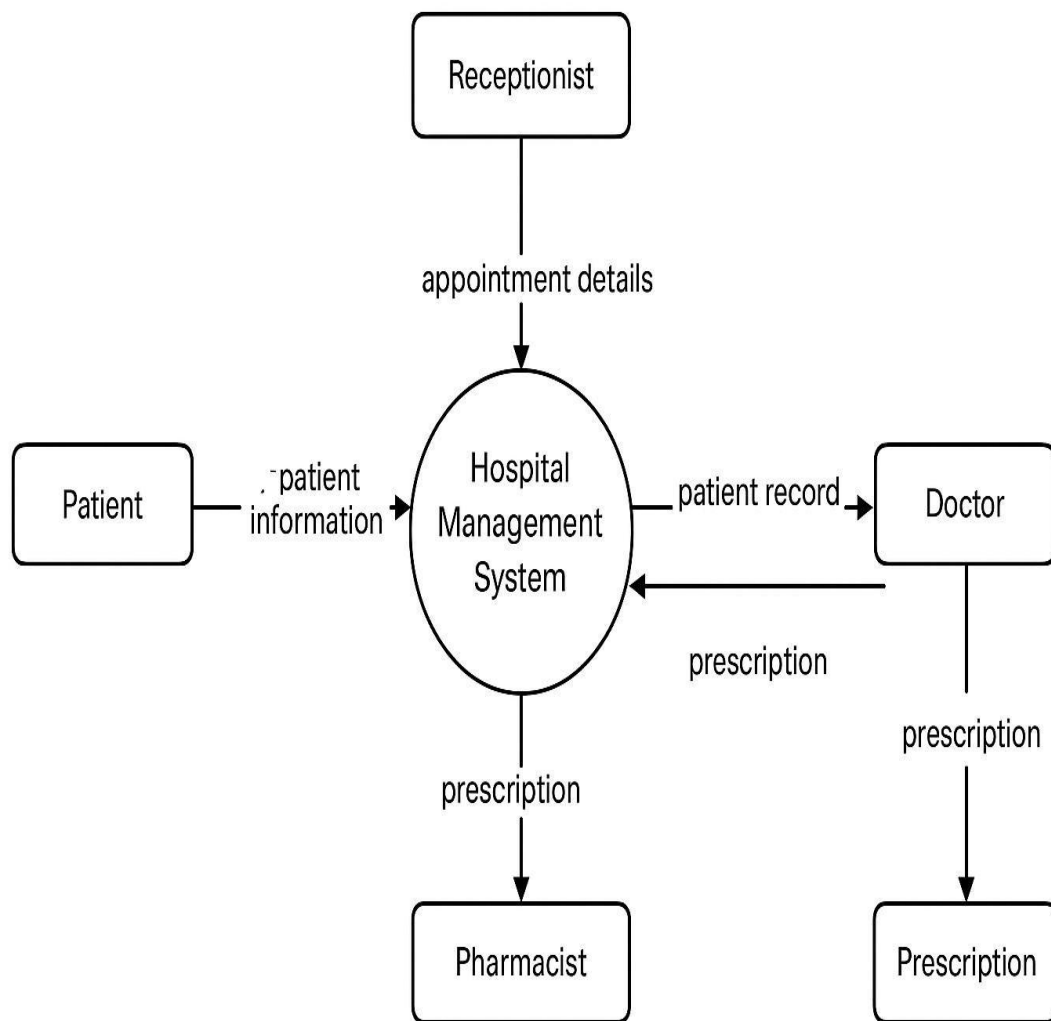 Receptionist
appointment details
Patient
patient
information
Hospital
Management
System
patient record
Doctor
prescription
prescription
prescription
Pharmacist
Prescription